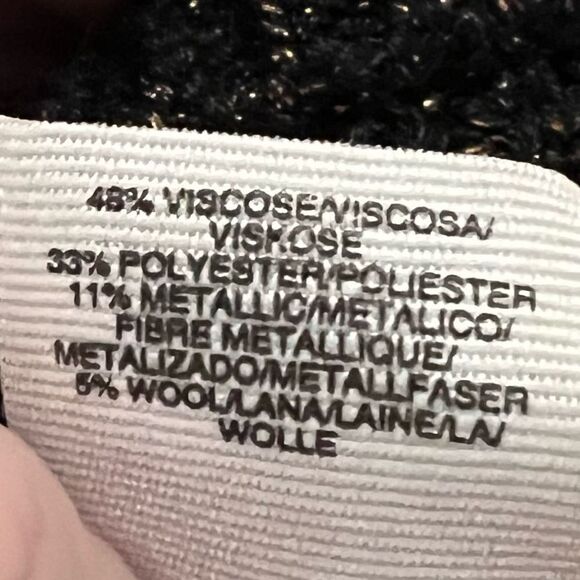 48% VISCOSE/VISCOSA/
VISKOSE
33% POLYESTER/POLIESTER
11% METALLIC/METALICO/
FIBRE METALLIQUE/
METALIZADO/METALLFASER
WOOL/LANA/LAINE/LA/
WOLLE